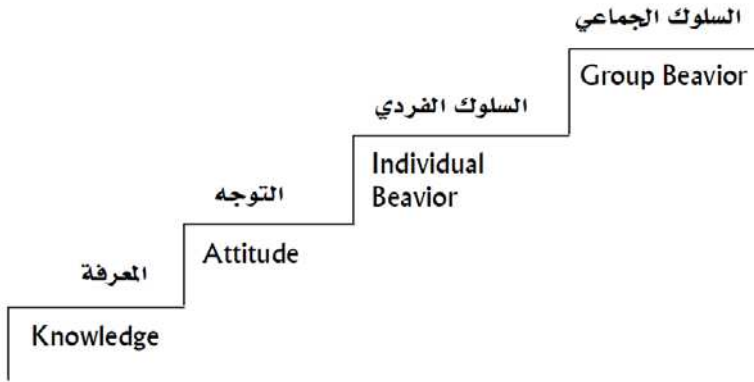 السلوك الجماعي
Group Beavior
السلوك الفردي
Individual
Beavior
التوجه
Attitude
المعرفة
Knowledge